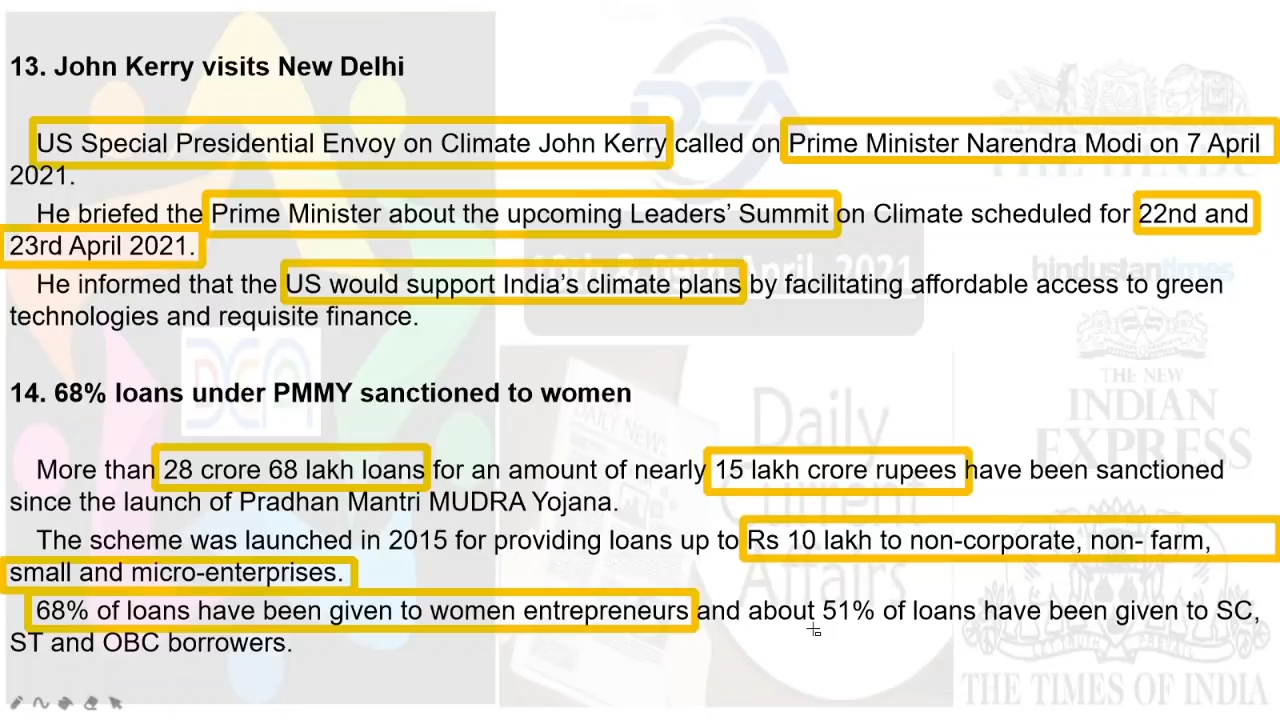 13. John Kerry visits New Delhi
US Special Presidential Envoy on Climate John Kerry called on Prime Minister Narendra Modi on 7 April
2021.
He briefed the Prime Minister about the upcoming Leaders' Summit on Climate scheduled for 22nd and
23rd April 2021.
He informed that the US would support India's climate plans by facilitating affordable access to green
technologies and requisite finance.
14. 68% loans under PMMY sanctioned to women
More than 28 crore 68 lakh loans for an amount of nearly 15 lakh crore rupees have been sanctioned
since the launch of Pradhan Mantri MUDRA Yojana.
The scheme was launched in 2015 for providing loans up to Rs 10 lakh to non-corporate, non- farm,
small and micro-enterprises.
68% of loans have been given to women entrepreneurs and about 51% of loans have been given to SC,
ST and OBC borrowers.
DCA
THE HINDU
April, 2021
hindustantimes
DCA
DAILY NEWS
Daily
Current
Affairs
THE NEW
INDIAN
EXPRESS
THE TIMES OF INDIA